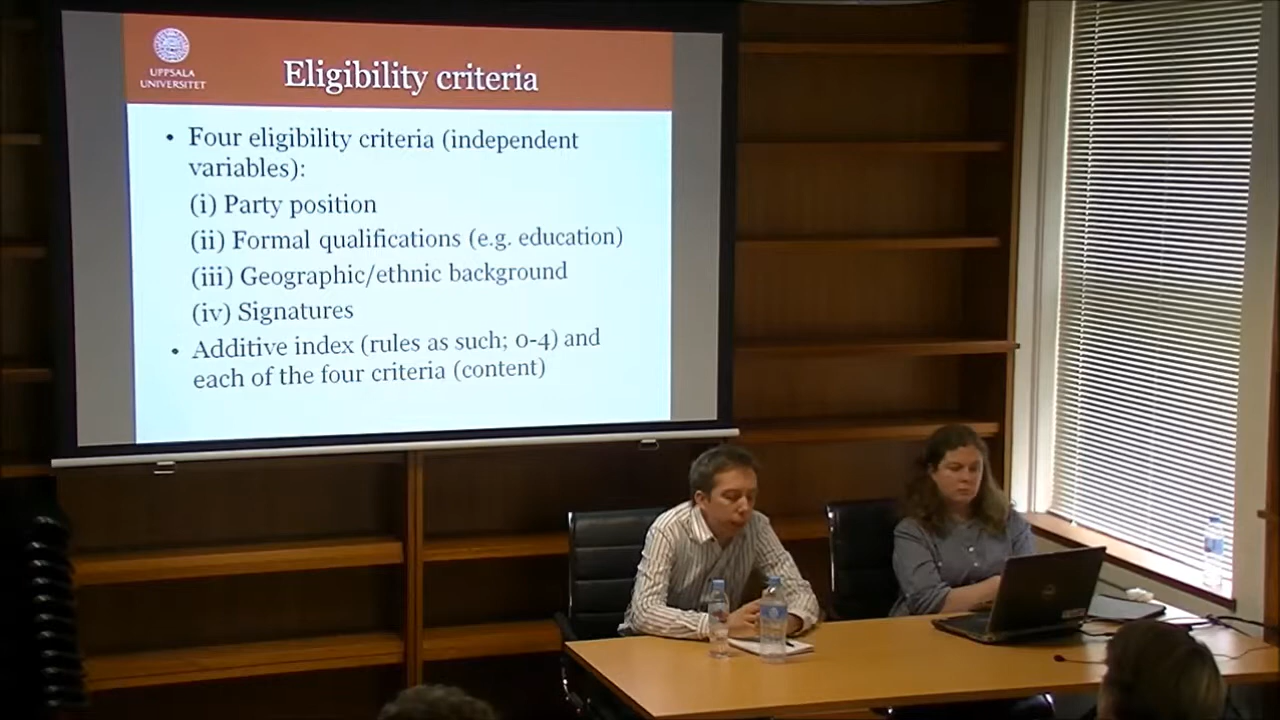 UPPSALA
UNIVERSITET
Eligibility criteria
• Four eligibility criteria (independent
variables):
(i) Party position
(ii) Formal qualifications (e.g. education)
(iii) Geographic/ethnic background
(iv) Signatures
• Additive index (rules as such; 0-4) and
each of the four criteria (content)